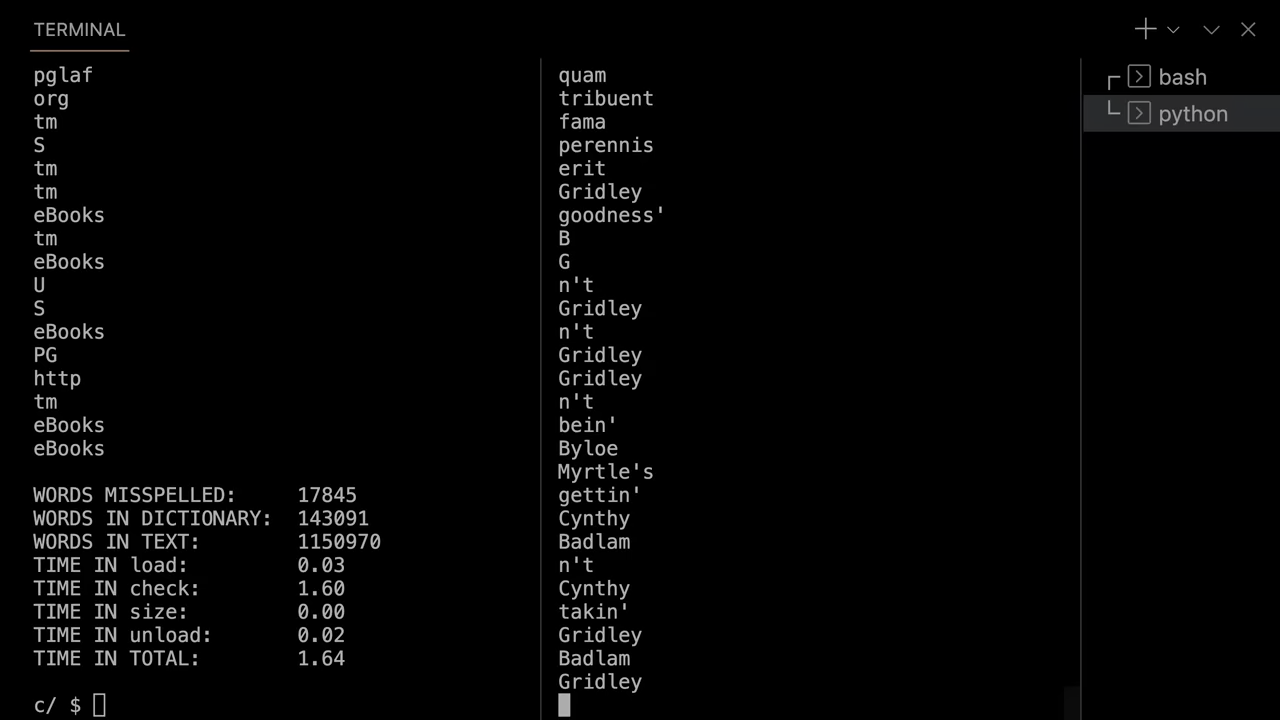 TERMINAL
pglaf
org
tm
S
tm
tm
eBooks
tm
eBooks
U
S
eBooks
PG
http
tm
eBooks
eBooks
WORDS MISSPELLED: 17845
WORDS IN DICTIONARY: 143091
WORDS IN TEXT: 1150970
TIME IN load: 0.03
TIME IN check: 1.60
TIME IN size: 0.00
TIME IN unload: 0.02
TIME IN TOTAL: 1.64
c/ $
quam
tribuent
fama
perennis
erit
Gridley
goodness'
B
G
n't
Gridley
n't
Gridley
Gridley
n't
bein'
Byloe
Myrtle's
gettin'
Cynthy
Badlam
n't
Cynthy
takin'
Gridley
Badlam
Gridley
bash
python